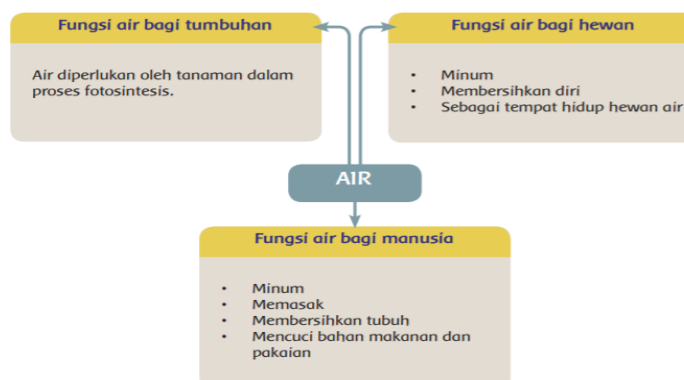 Fungsi air bagi tumbuhan
Air diperlukan oleh tanaman dalam
proses fotosintesis.
Fungsi air bagi hewan
• Minum
• Membersihkan diri
• Sebagai tempat hidup hewan air
AIR
Fungsi air bagi manusia
• Minum
• Memasak
• Membersihkan tubuh
• Mencuci bahan makanan dan
pakaian